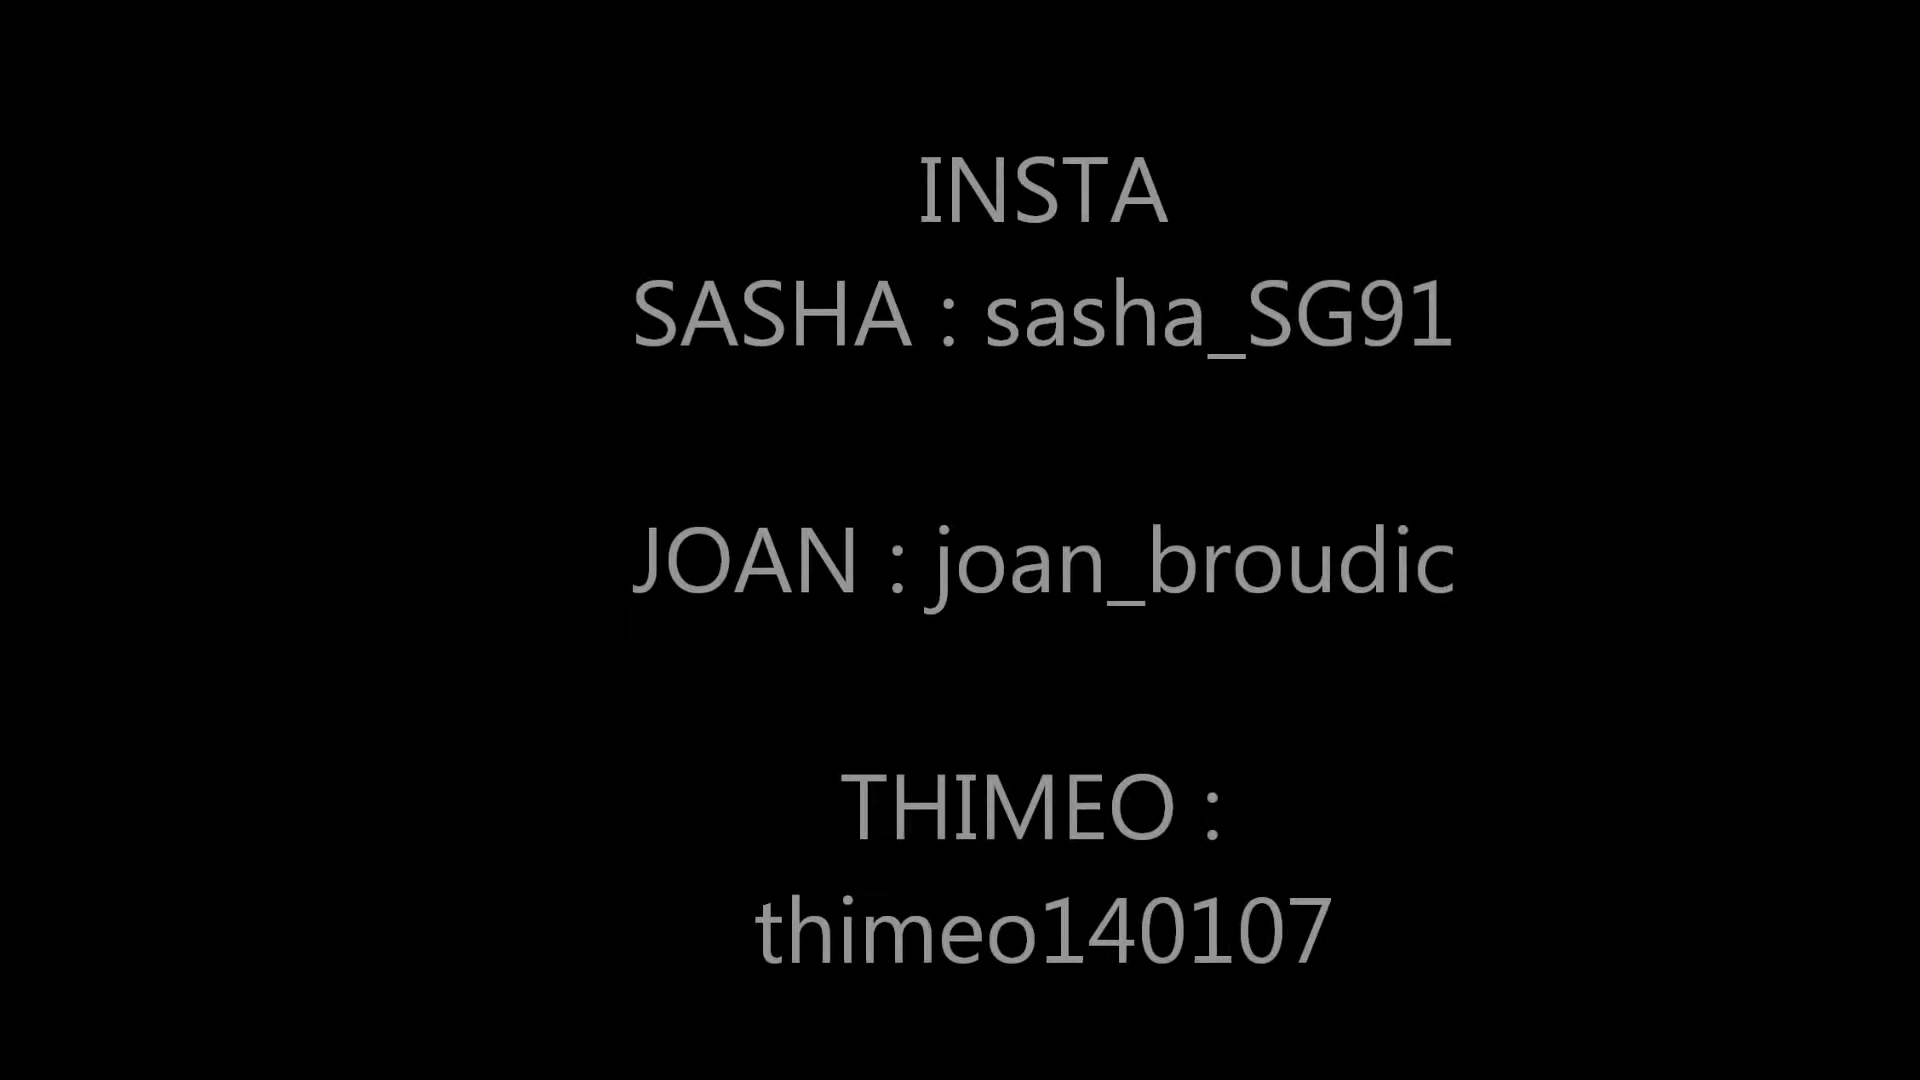 INSTA
SASHA : sasha_SG91
JOAN : joan_broudic
THIMEO :
thimeo140107